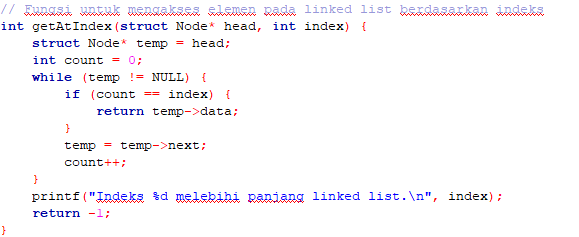 // Fungsi untuk mengakses elemen pada linked list berdasarkan indeks
int getAtIndex(struct Node* head, int index) {
    struct Node* temp = head;
    int count = 0;
    while (temp != NULL) {
        if (count == index) {
            return temp->data;
        }
        temp = temp->next;
        count++;
    }
    printf("Indeks %d melebihi panjang linked list.\n", index);
    return -1;
}